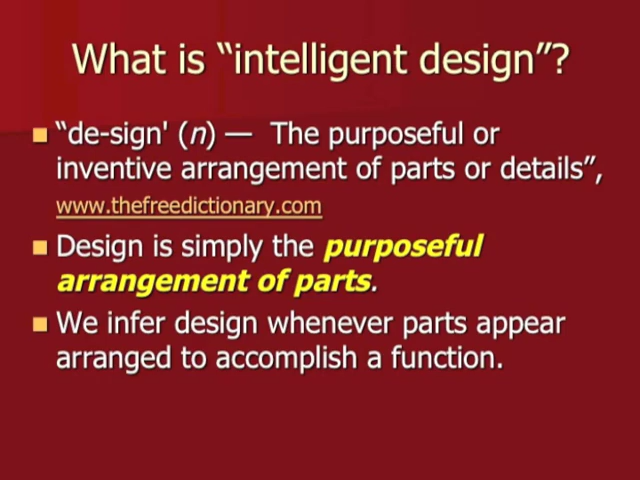 What is “intelligent design”?
“de-sign' (n) — The purposeful or
inventive arrangement of parts or details”,
www.thefreedictionary.com
Design is simply the purposeful
arrangement of parts.
We infer design whenever parts appear
arranged to accomplish a function.